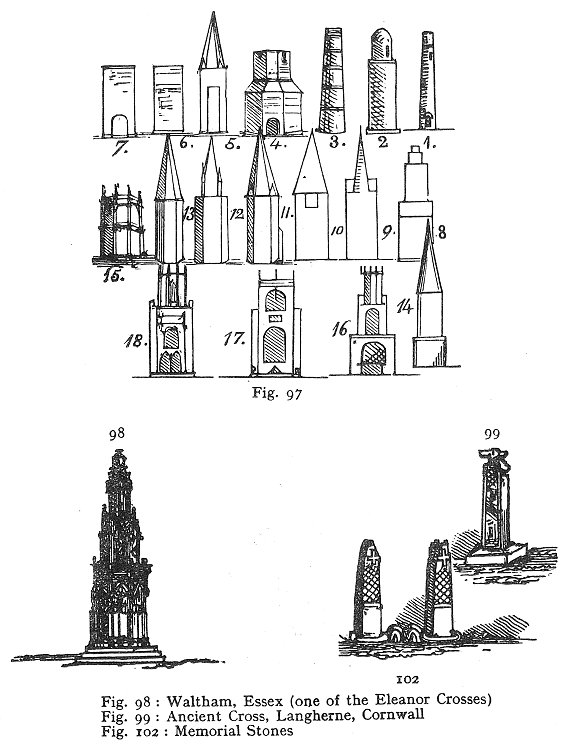 7. 6. 5. 4. 3. 2 1.
15. 13 12 11. 10 9. 8
18. 17. 16. 14
Fig. 97
98
99
102
Fig. 98 : Waltham, Essex (one of the Eleanor Crosses)
Fig. 99 : Ancient Cross, Langherne, Cornwall
Fig. 102 : Memorial Stones